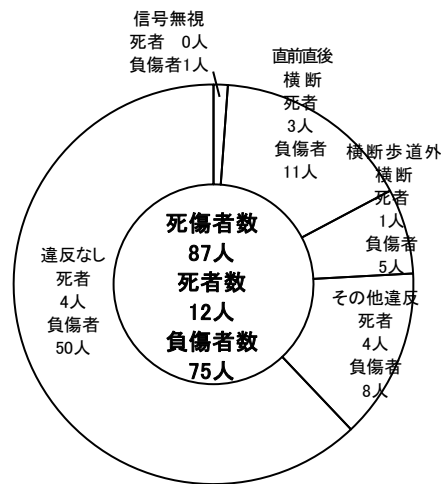 信号無視
死者 0人
負傷者1人
直前直後
横断
死者
3人
負傷者
11人
横断歩道外
横断
死者
1人
負傷者
5人
その他違反
死者
4人
負傷者
8人
違反なし
死者
4人
負傷者
50人
死傷者数
87人
死者数
12人
負傷者数
75人